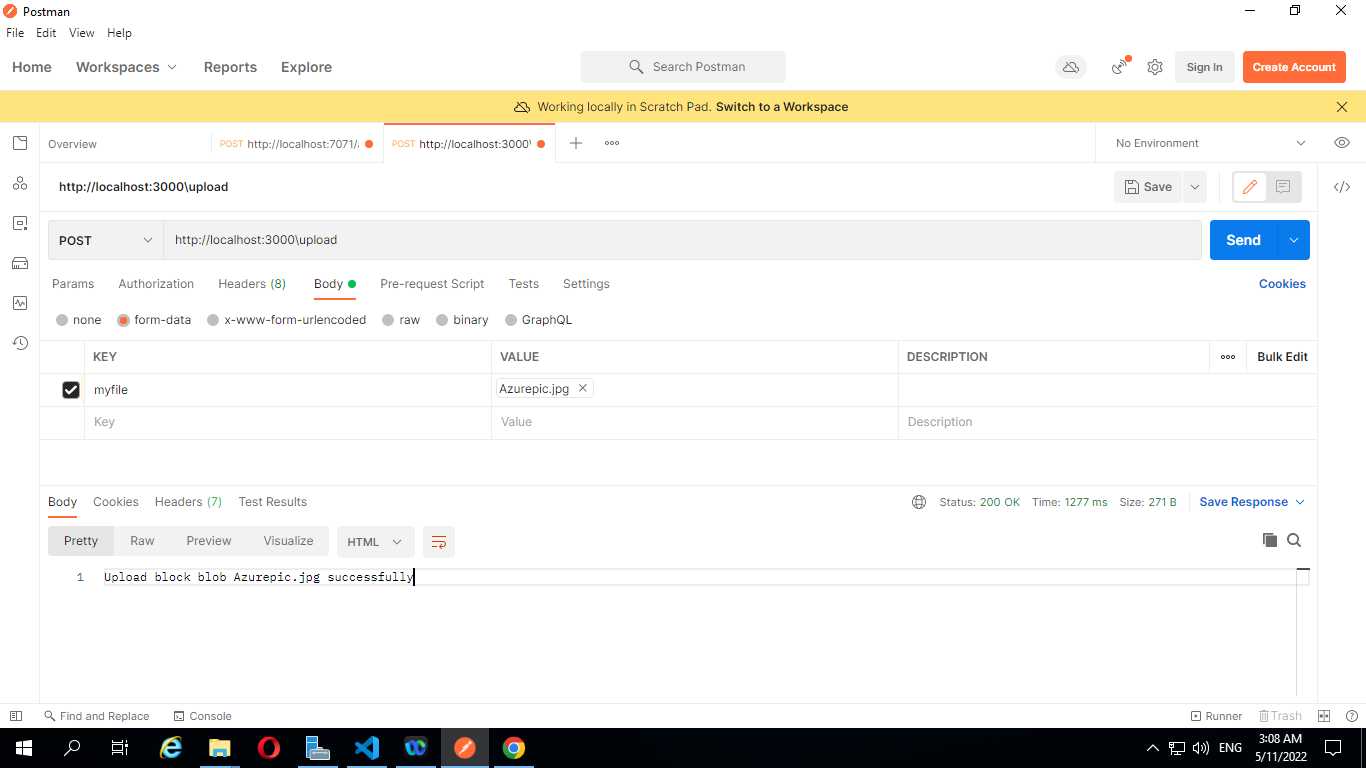 Postman
File Edit View Help
Home Workspaces Reports Explore Search Postman Sign In Create Account
Working locally in Scratch Pad. Switch to a Workspace
Overview POST http://localhost:7071/a POST http://localhost:3000\ No Environment
http://localhost:3000\upload Save
POST http://localhost:3000\upload Send
Params Authorization Headers (8) Body Pre-request Script Tests Settings Cookies
none form-data x-www-form-urlencoded raw binary GraphQL
KEY VALUE DESCRIPTION Bulk Edit
myfile Azurepic.jpg
Key Value Description
Body Cookies Headers (7) Test Results Status: 200 OK Time: 1277 ms Size: 271 B Save Response
Pretty Raw Preview Visualize HTML
1 Upload block blob Azurepic.jpg successfully
Find and Replace Console Runner Trash
ENG 3:08 AM
5/11/2022